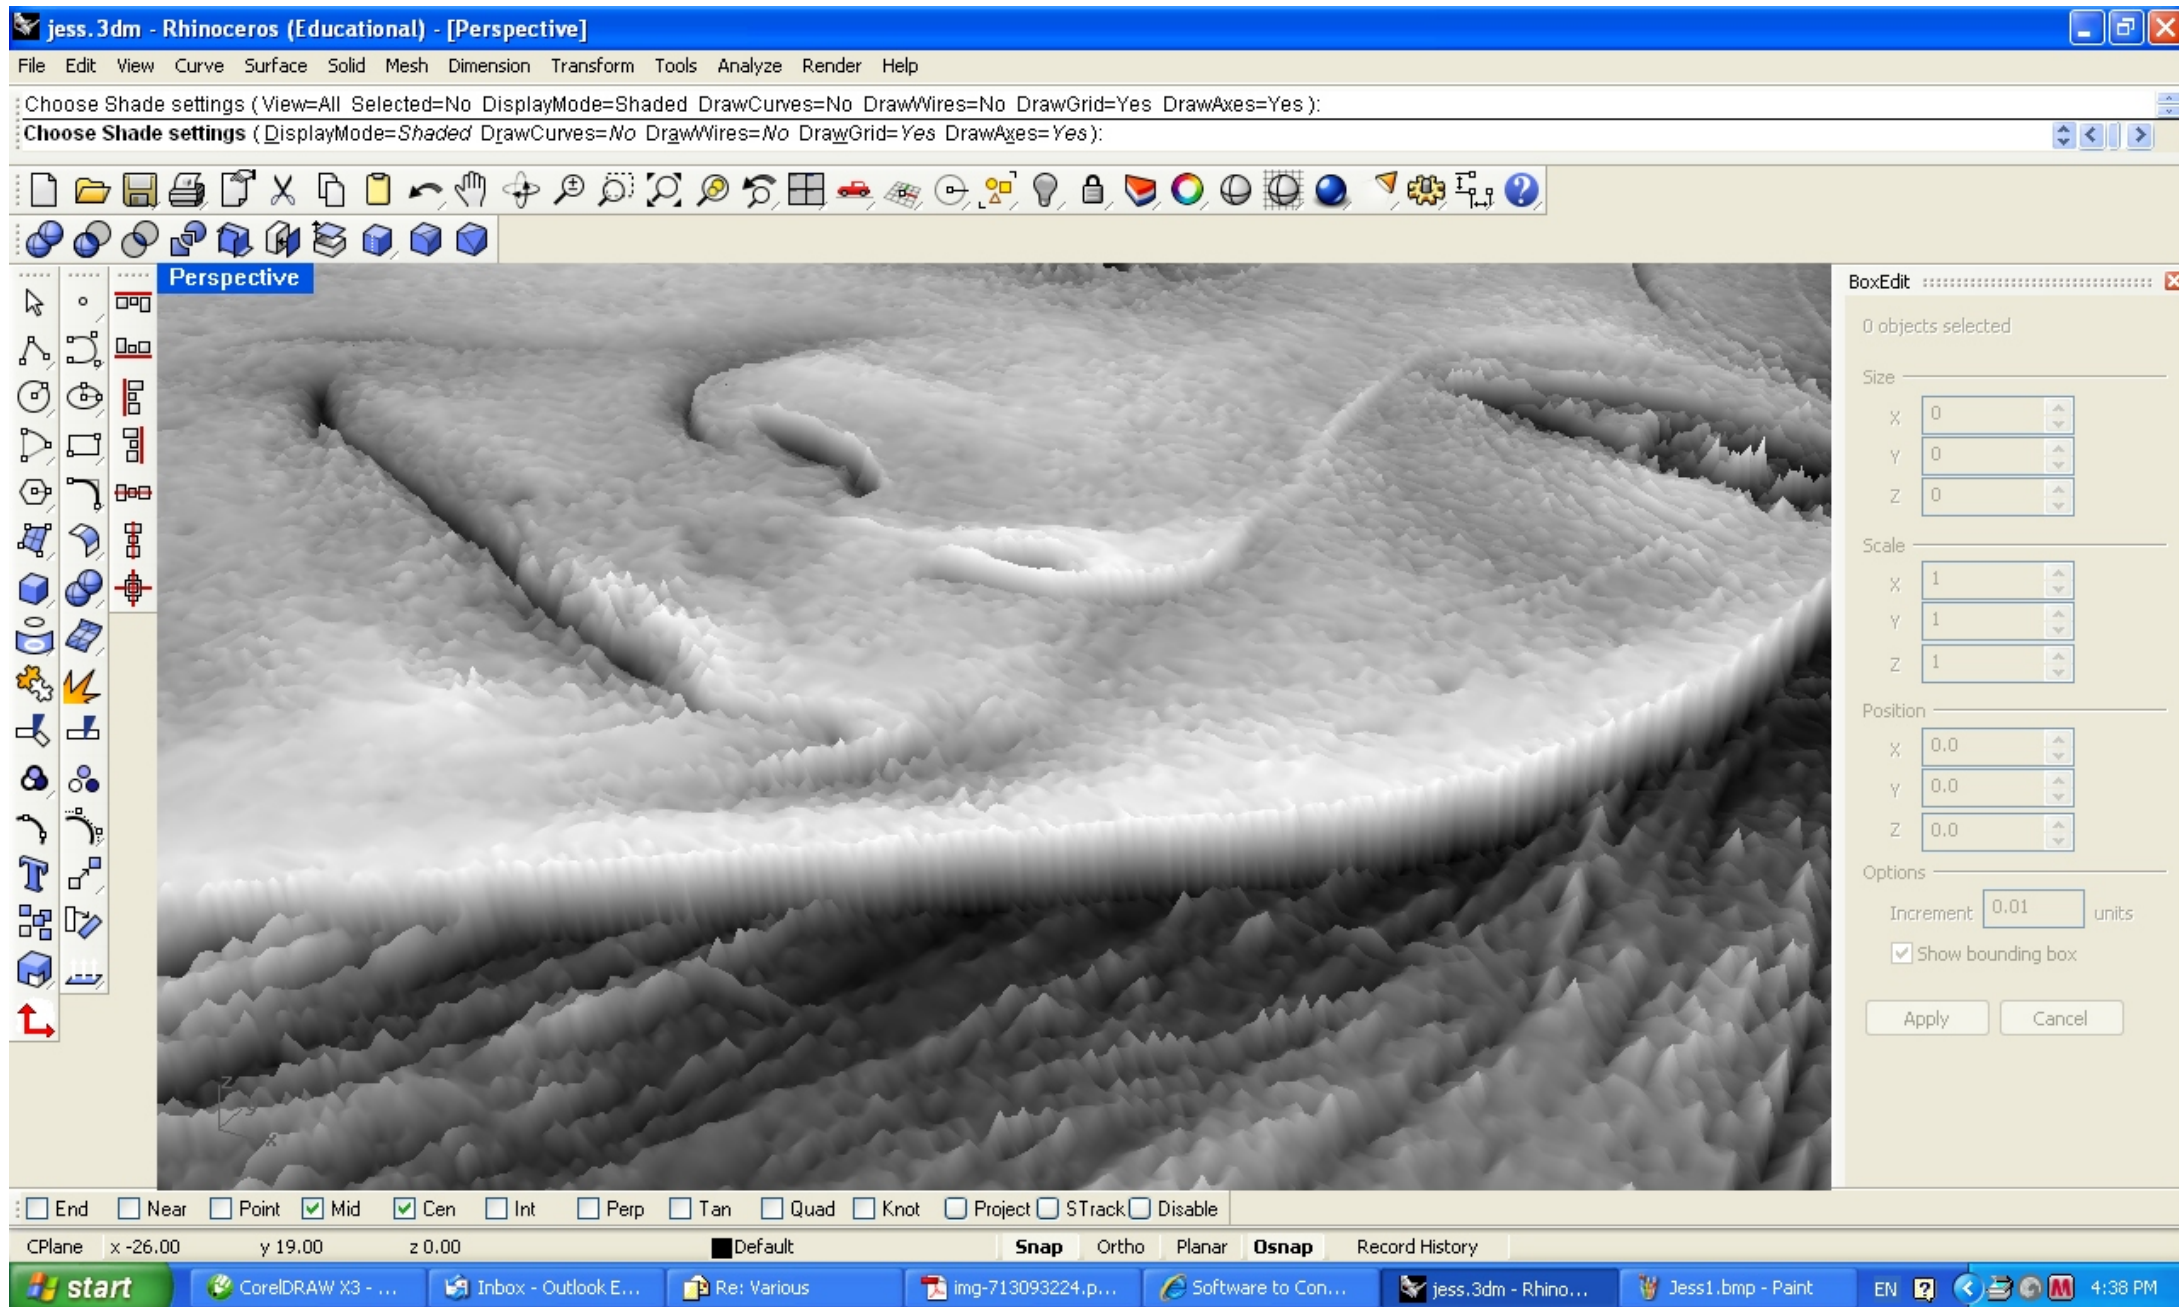 jess.3dm - Rhinoceros (Educational) - [Perspective]
File Edit View Curve Surface Solid Mesh Dimension Transform Tools Analyze Render Help
Choose Shade settings ( View=All Selected=No DisplayMode=Shaded DrawCurves=No DrawWires=No DrawGrid=Yes DrawAxes=Yes ):
Choose Shade settings ( DisplayMode=Shaded DrawCurves=No DrawWires=No DrawGrid=Yes DrawAxes=Yes ):
Perspective
BoxEdit
0 objects selected
Size
X 0
Y 0
Z 0
Scale
X 1
Y 1
Z 1
Position
X 0.0
Y 0.0
Z 0.0
Options
Increment 0.01 units
Show bounding box
Apply Cancel
z
y
x
End Near Point Mid Cen Int Perp Tan Quad Knot Project STrack Disable
CPlane x -26.00 y 19.00 z 0.00 Default Snap Ortho Planar Osnap Record History
start CorelDRAW X3 - ... Inbox - Outlook E... Re: Various img-713093224.p... Software to Con... jess.3dm - Rhino... Jess1.bmp - Paint EN 4:38 PM